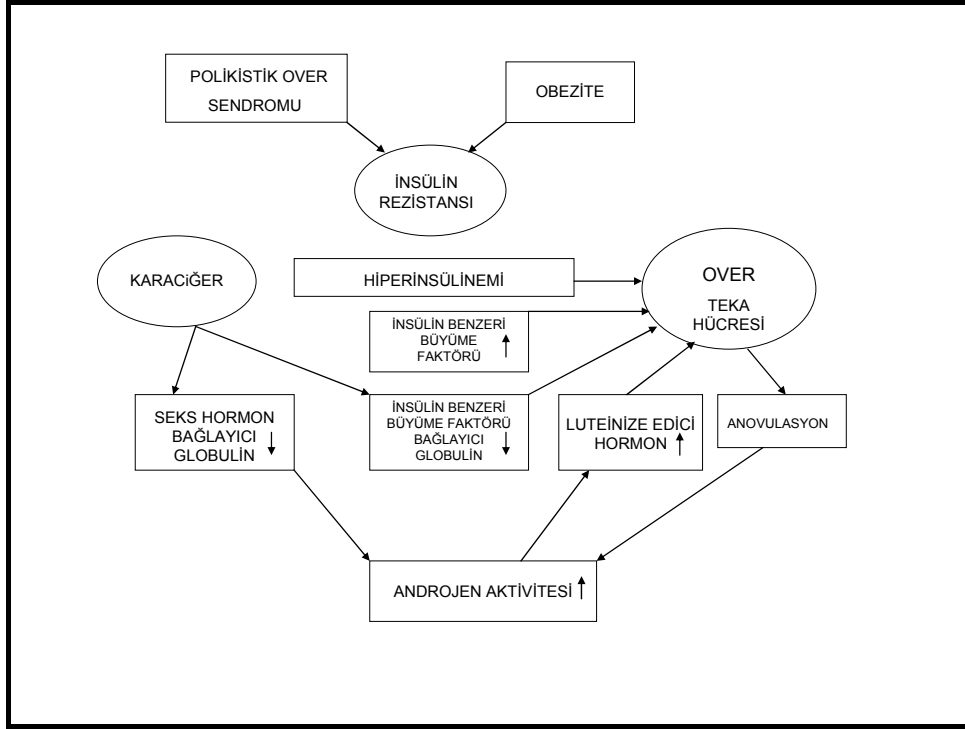 POLİKİSTİK OVER
SENDROMU
OBEZİTE
İNSÜLİN
REZİSTANSI
KARACiĞER
HİPERİNSÜLİNEMİ
OVER
TEKA
HÜCRESİ
İNSÜLİN BENZERİ
BÜYÜME
FAKTÖRÜ
SEKS HORMON
BAĞLAYICI
GLOBULİN
İNSÜLİN BENZERİ
BÜYÜME FAKTÖRÜ
BAĞLAYICI
GLOBULİN
LUTEİNİZE EDİCİ
HORMON
ANOVULASYON
ANDROJEN AKTİVİTESİ